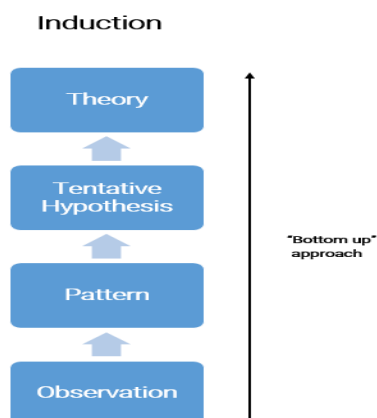 Induction
Theory
Tentative
Hypothesis
Pattern
Observation
"Bottom up"
approach